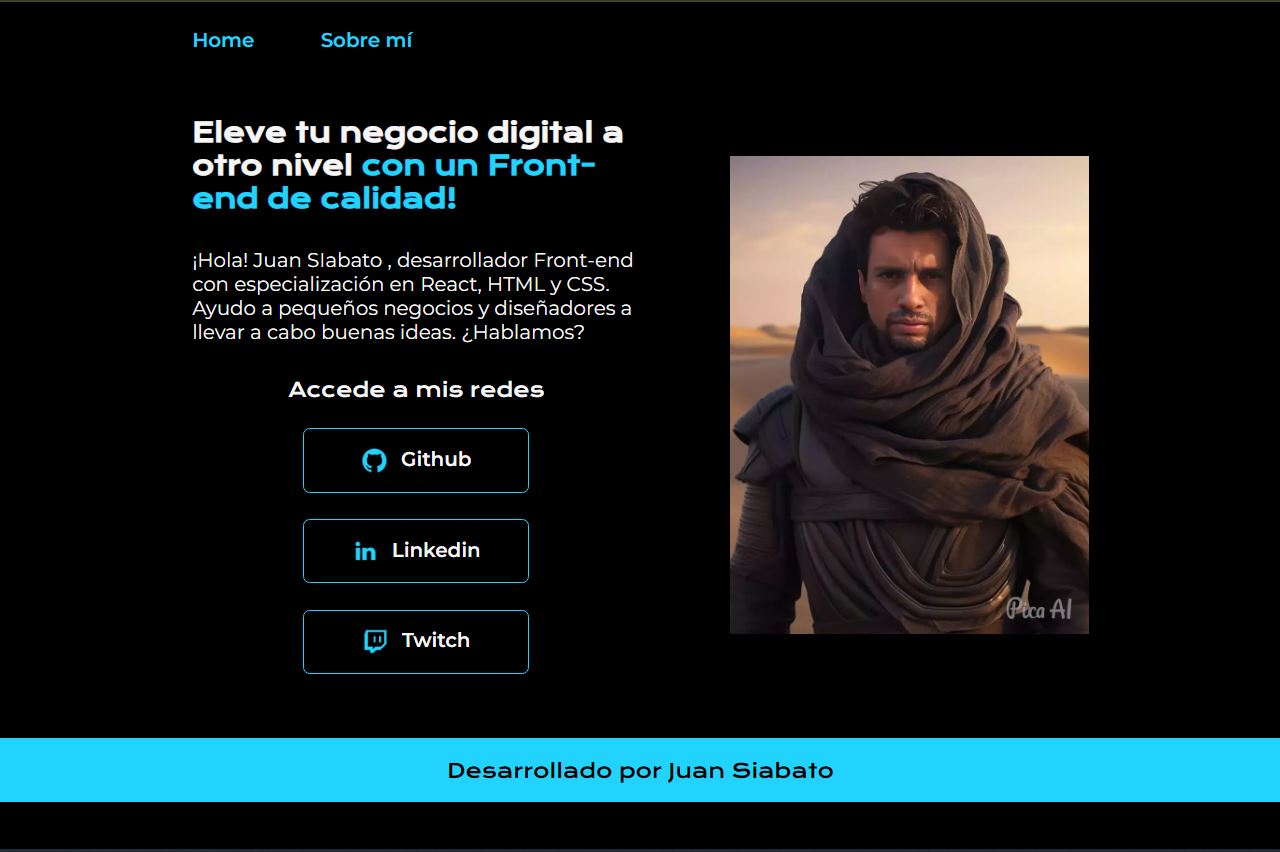 Home
Sobre mí
Eleve tu negocio digital a
otro nivel con un Front-
end de calidad!
¡Hola! Juan SIabato , desarrollador Front-end
con especialización en React, HTML y CSS.
Ayudo a pequeños negocios y diseñadores a
llevar a cabo buenas ideas. ¿Hablamos?
Accede a mis redes
Github
Linkedin
Twitch
Pica AI
Desarrollado por Juan Siabato